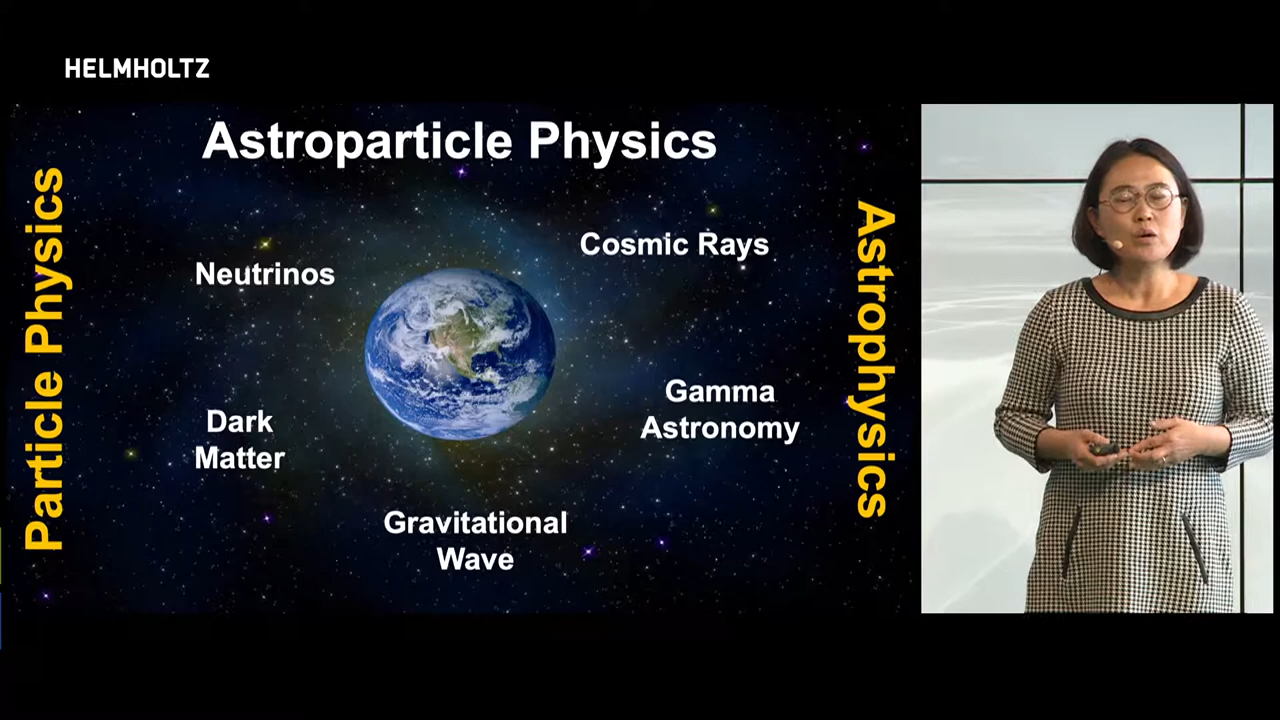 HELMHOLTZ
Astroparticle Physics
Particle Physics
Neutrinos
Cosmic Rays
Astrophysics
Dark
Matter
Gamma
Astronomy
Gravitational
Wave